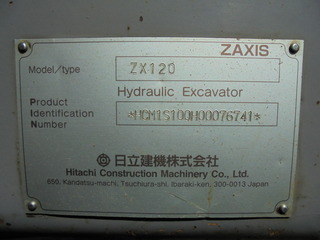 ZAXIS
Model/type ZX120
Hydraulic Excavator
Product
Identification *HCM1S100H00076741*
Number
日立建機株式会社
Hitachi Construction Machinery Co., Ltd.
650, Kandatsu-machi, Tsuchiura-shi, Ibaraki-ken, 300-0013 Japan